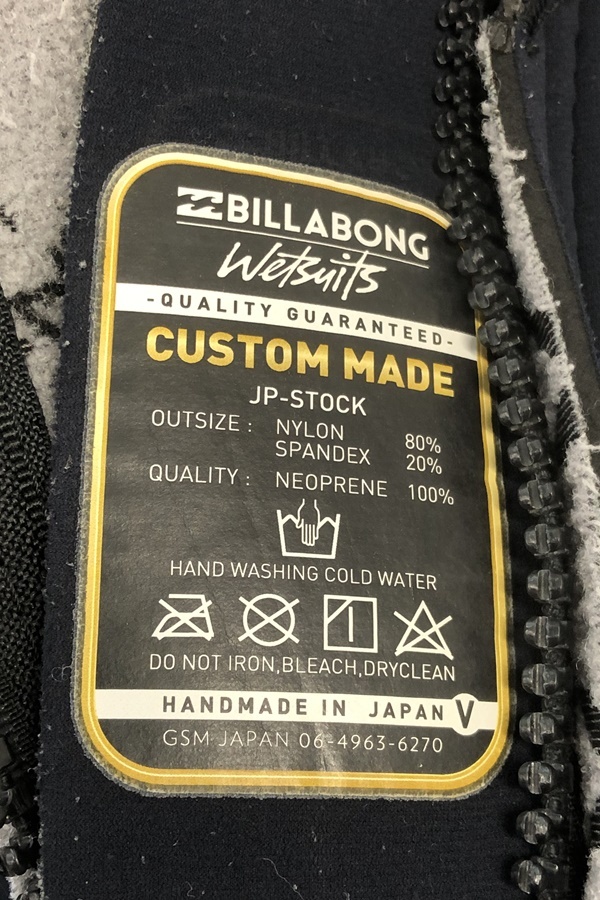 BILLABONG
Wetsuits
-QUALITY GUARANTEED-
CUSTOM MADE
JP-STOCK
OUTSIZE : NYLON 80%
SPANDEX 20%
QUALITY : NEOPRENE 100%
HAND WASHING COLD WATER
DO NOT IRON,BLEACH,DRYCLEAN
HANDMADE IN JAPAN V
GSM JAPAN 06-4963-6270